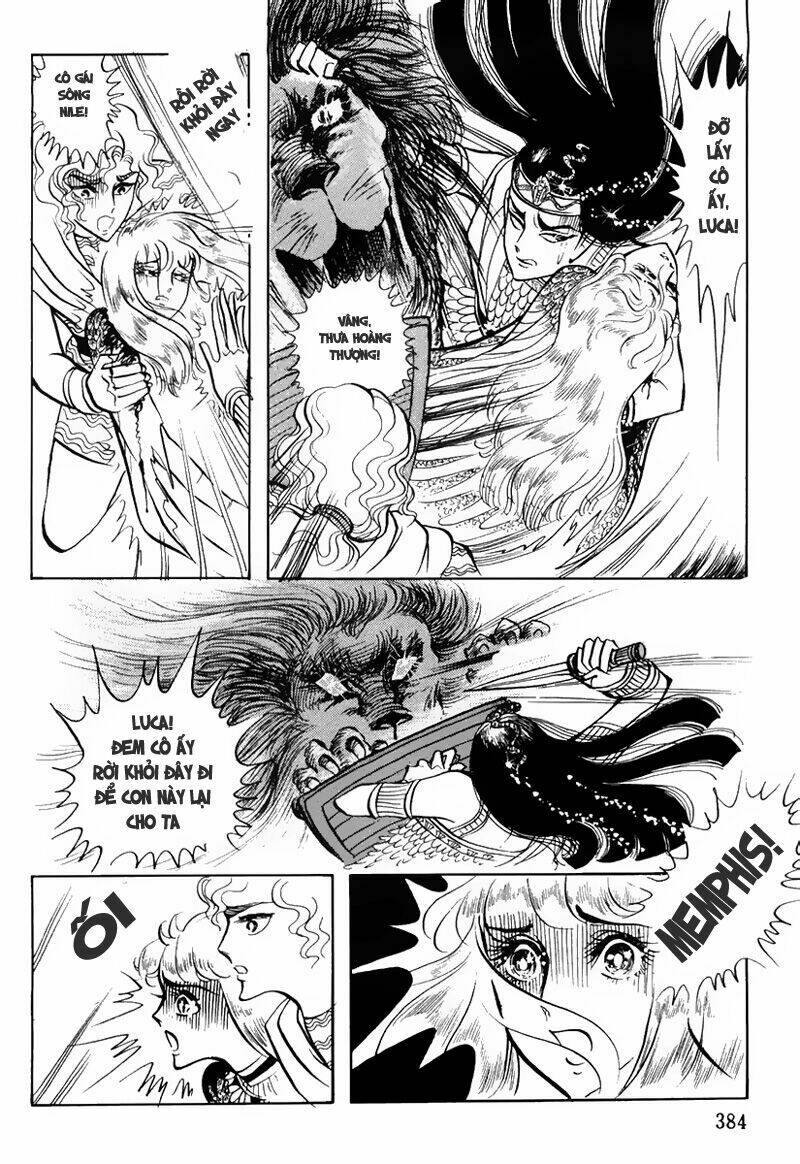 ĐỠ
LẤY CÔ
ẤY,
LUCA!
VÂNG,
THƯA HOÀNG
THƯỢNG!
RỒI RỜI
KHỎI ĐÂY
NGAY
CÔ GÁI
SÔNG
NILE!
LUCA!
ĐEM CÔ ẤY
RỜI KHỎI ĐÂY ĐI
ĐỂ CON NÀY LẠI
CHO TA
MEMPHIS!
ỐI
384